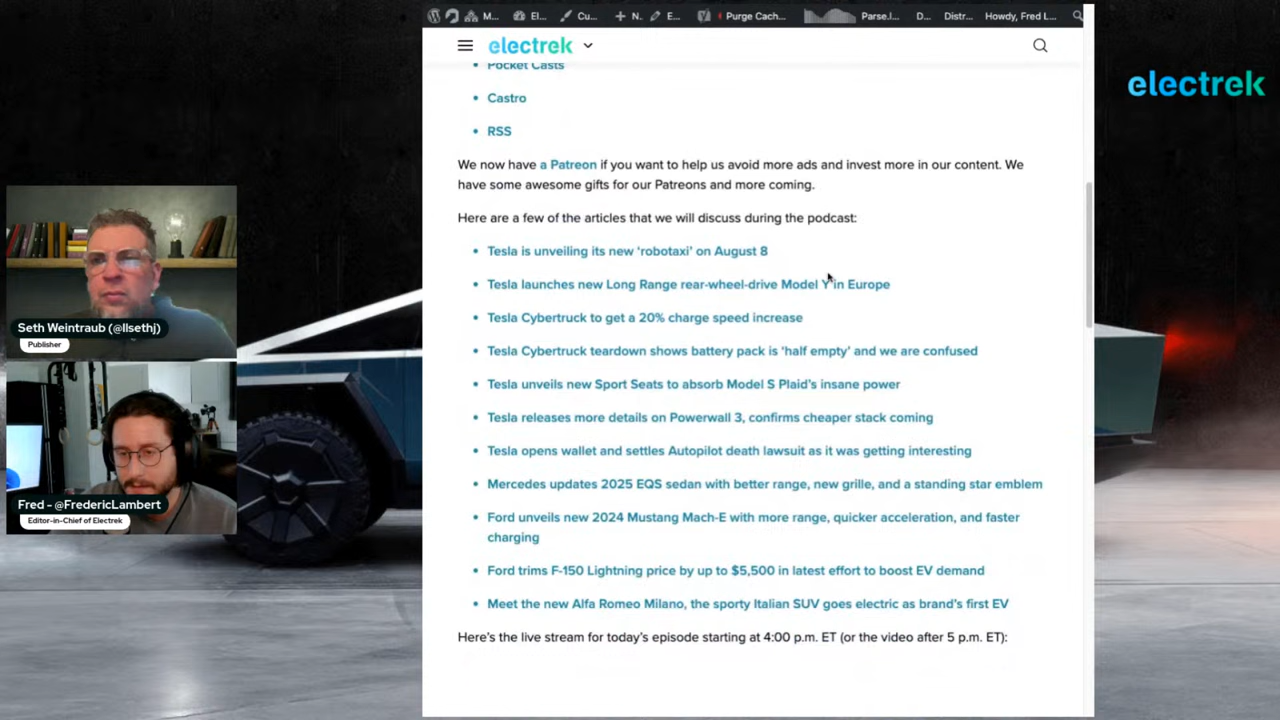 M...
El...
Cu...
N.
E...
Purge Cach...
Parse.l...
D...
Distr...
Howdy, Fred L...
electrek
electrek
Pocket Casts
Castro
RSS
We now have a Patreon if you want to help us avoid more ads and invest more in our content. We
have some awesome gifts for our Patreons and more coming.
Here are a few of the articles that we will discuss during the podcast:
Tesla is unveiling its new ‘robotaxi’ on August 8
Tesla launches new Long Range rear-wheel-drive Model Y in Europe
Tesla Cybertruck to get a 20% charge speed increase
Tesla Cybertruck teardown shows battery pack is ‘half empty’ and we are confused
Tesla unveils new Sport Seats to absorb Model S Plaid’s insane power
Tesla releases more details on Powerwall 3, confirms cheaper stack coming
Tesla opens wallet and settles Autopilot death lawsuit as it was getting interesting
Mercedes updates 2025 EQS sedan with better range, new grille, and a standing star emblem
Ford unveils new 2024 Mustang Mach-E with more range, quicker acceleration, and faster
charging
Ford trims F-150 Lightning price by up to $5,500 in latest effort to boost EV demand
Meet the new Alfa Romeo Milano, the sporty Italian SUV goes electric as brand’s first EV
Here’s the live stream for today’s episode starting at 4:00 p.m. ET (or the video after 5 p.m. ET):
Seth Weintraub (@llsethj)
Publisher
Fred - @FredericLambert
Editor-in-Chief of Electrek